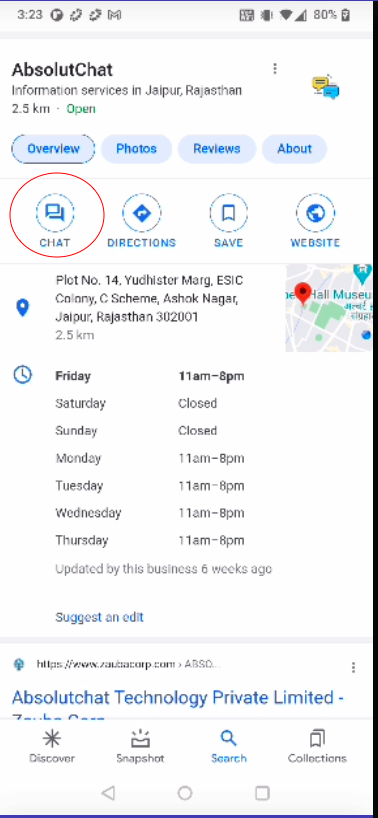 3:23
80%
AbsolutChat
Information services in Jaipur, Rajasthan
2.5 km · Open
Overview
Photos
Reviews
About
CHAT
DIRECTIONS
SAVE
WEBSITE
Plot No. 14, Yudhister Marg, ESIC
Colony, C Scheme, Ashok Nagar,
Jaipur, Rajasthan 302001
2.5 km
Hall Museu
Friday 11am–8pm
Saturday Closed
Sunday Closed
Monday 11am–8pm
Tuesday 11am–8pm
Wednesday 11am–8pm
Thursday 11am–8pm
Updated by this business 6 weeks ago
Suggest an edit
https://www.zaubacorp.com › ABSO...
Absolutchat Technology Private Limited -
Zauba Corp
Discover
Snapshot
Search
Collections